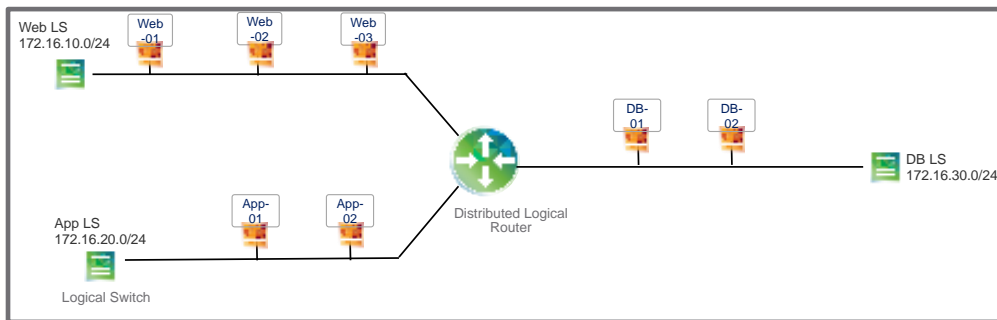 Web LS
172.16.10.0/24
Web
-01
Web
-02
Web
-03
DB-
01
DB-
02
DB LS
172.16.30.0/24
Distributed Logical
Router
App LS
172.16.20.0/24
App-
01
App-
02
Logical Switch